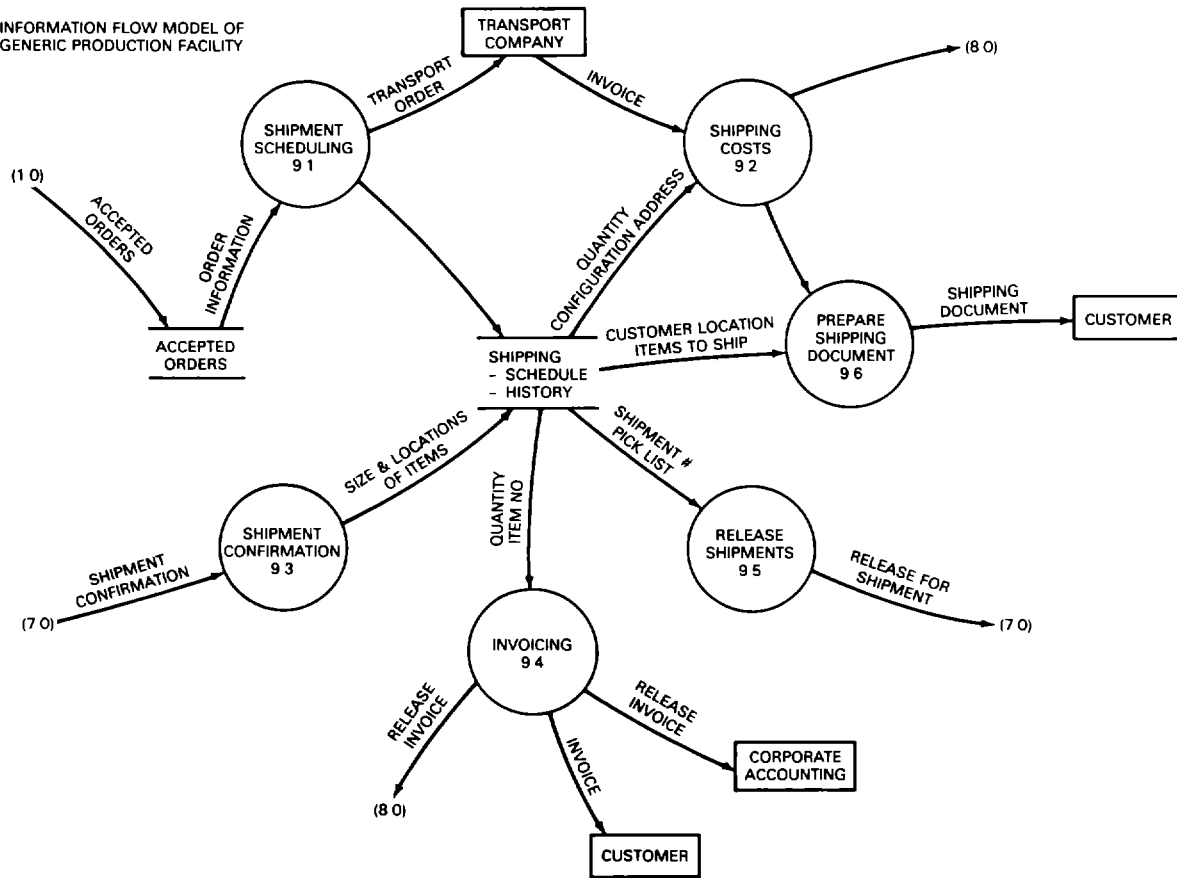 INFORMATION FLOW MODEL OF
GENERIC PRODUCTION FACILITY
TRANSPORT
COMPANY
(8 0)
TRANSPORT
ORDER
INVOICE
SHIPMENT
SCHEDULING
9 1
SHIPPING
COSTS
9 2
(1 0)
ACCEPTED
ORDERS
ORDER
INFORMATION
QUANTITY
CONFIGURATION ADDRESS
ACCEPTED
ORDERS
SHIPPING
- SCHEDULE
- HISTORY
CUSTOMER LOCATION
ITEMS TO SHIP
PREPARE
SHIPPING
DOCUMENT
9 6
SHIPPING
DOCUMENT
CUSTOMER
SIZE & LOCATIONS
OF ITEMS
QUANTITY
ITEM NO
SHIPMENT #
PICK LIST
SHIPMENT
CONFIRMATION
9 3
SHIPMENT
CONFIRMATION
(7 0)
RELEASE
SHIPMENTS
9 5
RELEASE FOR
SHIPMENT
(7 0)
INVOICING
9 4
RELEASE
INVOICE
(8 0)
INVOICE
CUSTOMER
RELEASE
INVOICE
CORPORATE
ACCOUNTING